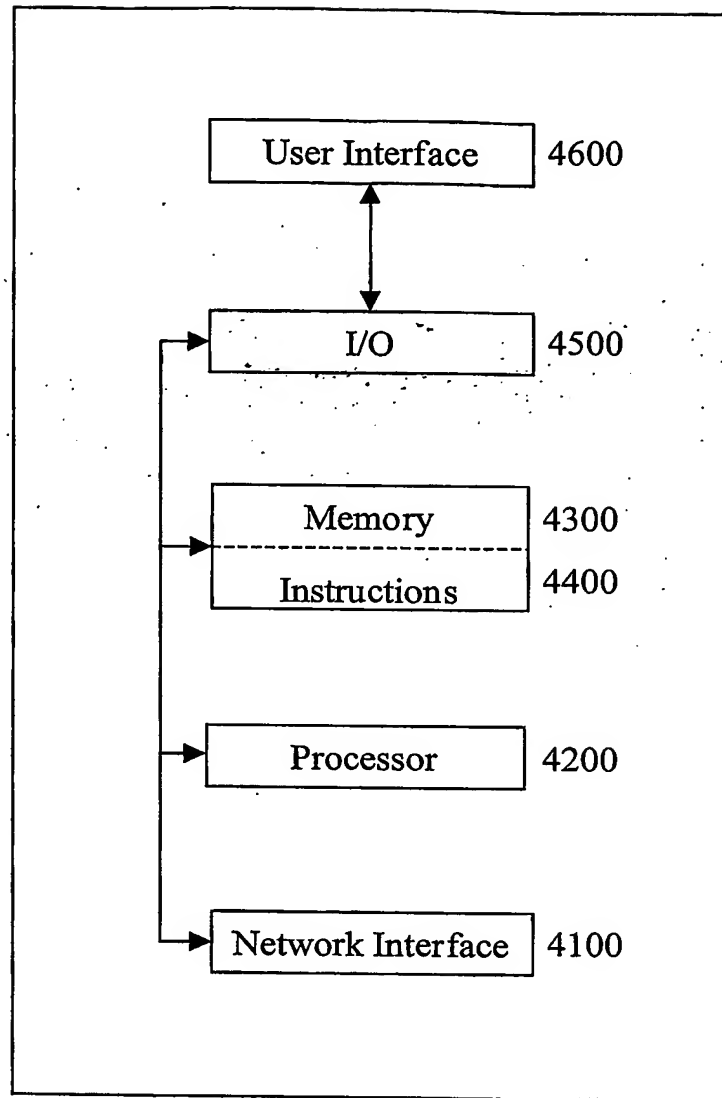 User Interface 4600
I/O 4500
Memory 4300
Instructions 4400
Processor 4200
Network Interface 4100